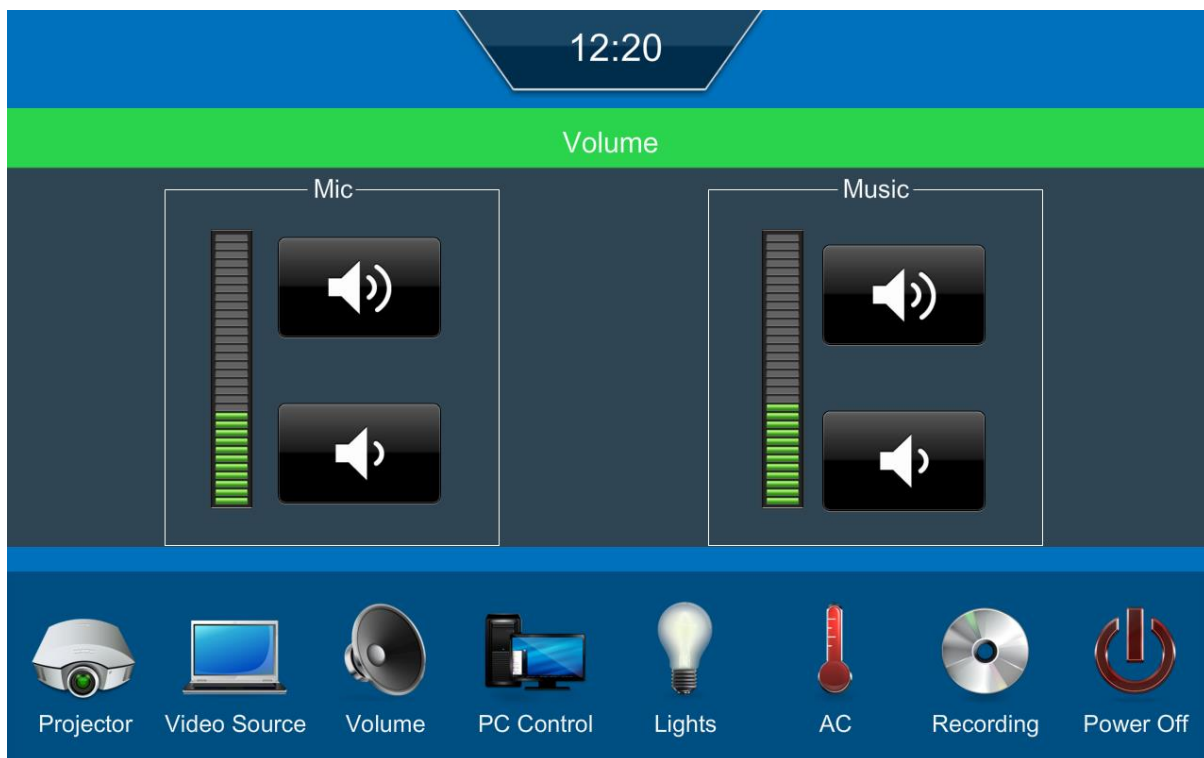 12:20
Volume
Mic
Music
Projector
Video Source
Volume
PC Control
Lights
AC
Recording
Power Off